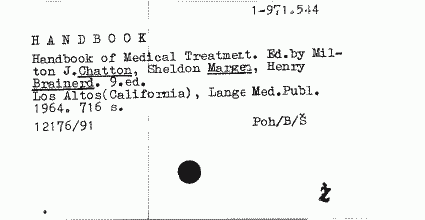 1-971.544
H A N D B O O K
Handbook of Medical Treatment. Ed.by Mil-
ton J.Chatton, Sheldon Margen, Henry
Brainerd. 9.ed.
Los Altos(California), Lange Med.Publ.
1964. 716 s.
12176/91 Poh/B/Š
ž